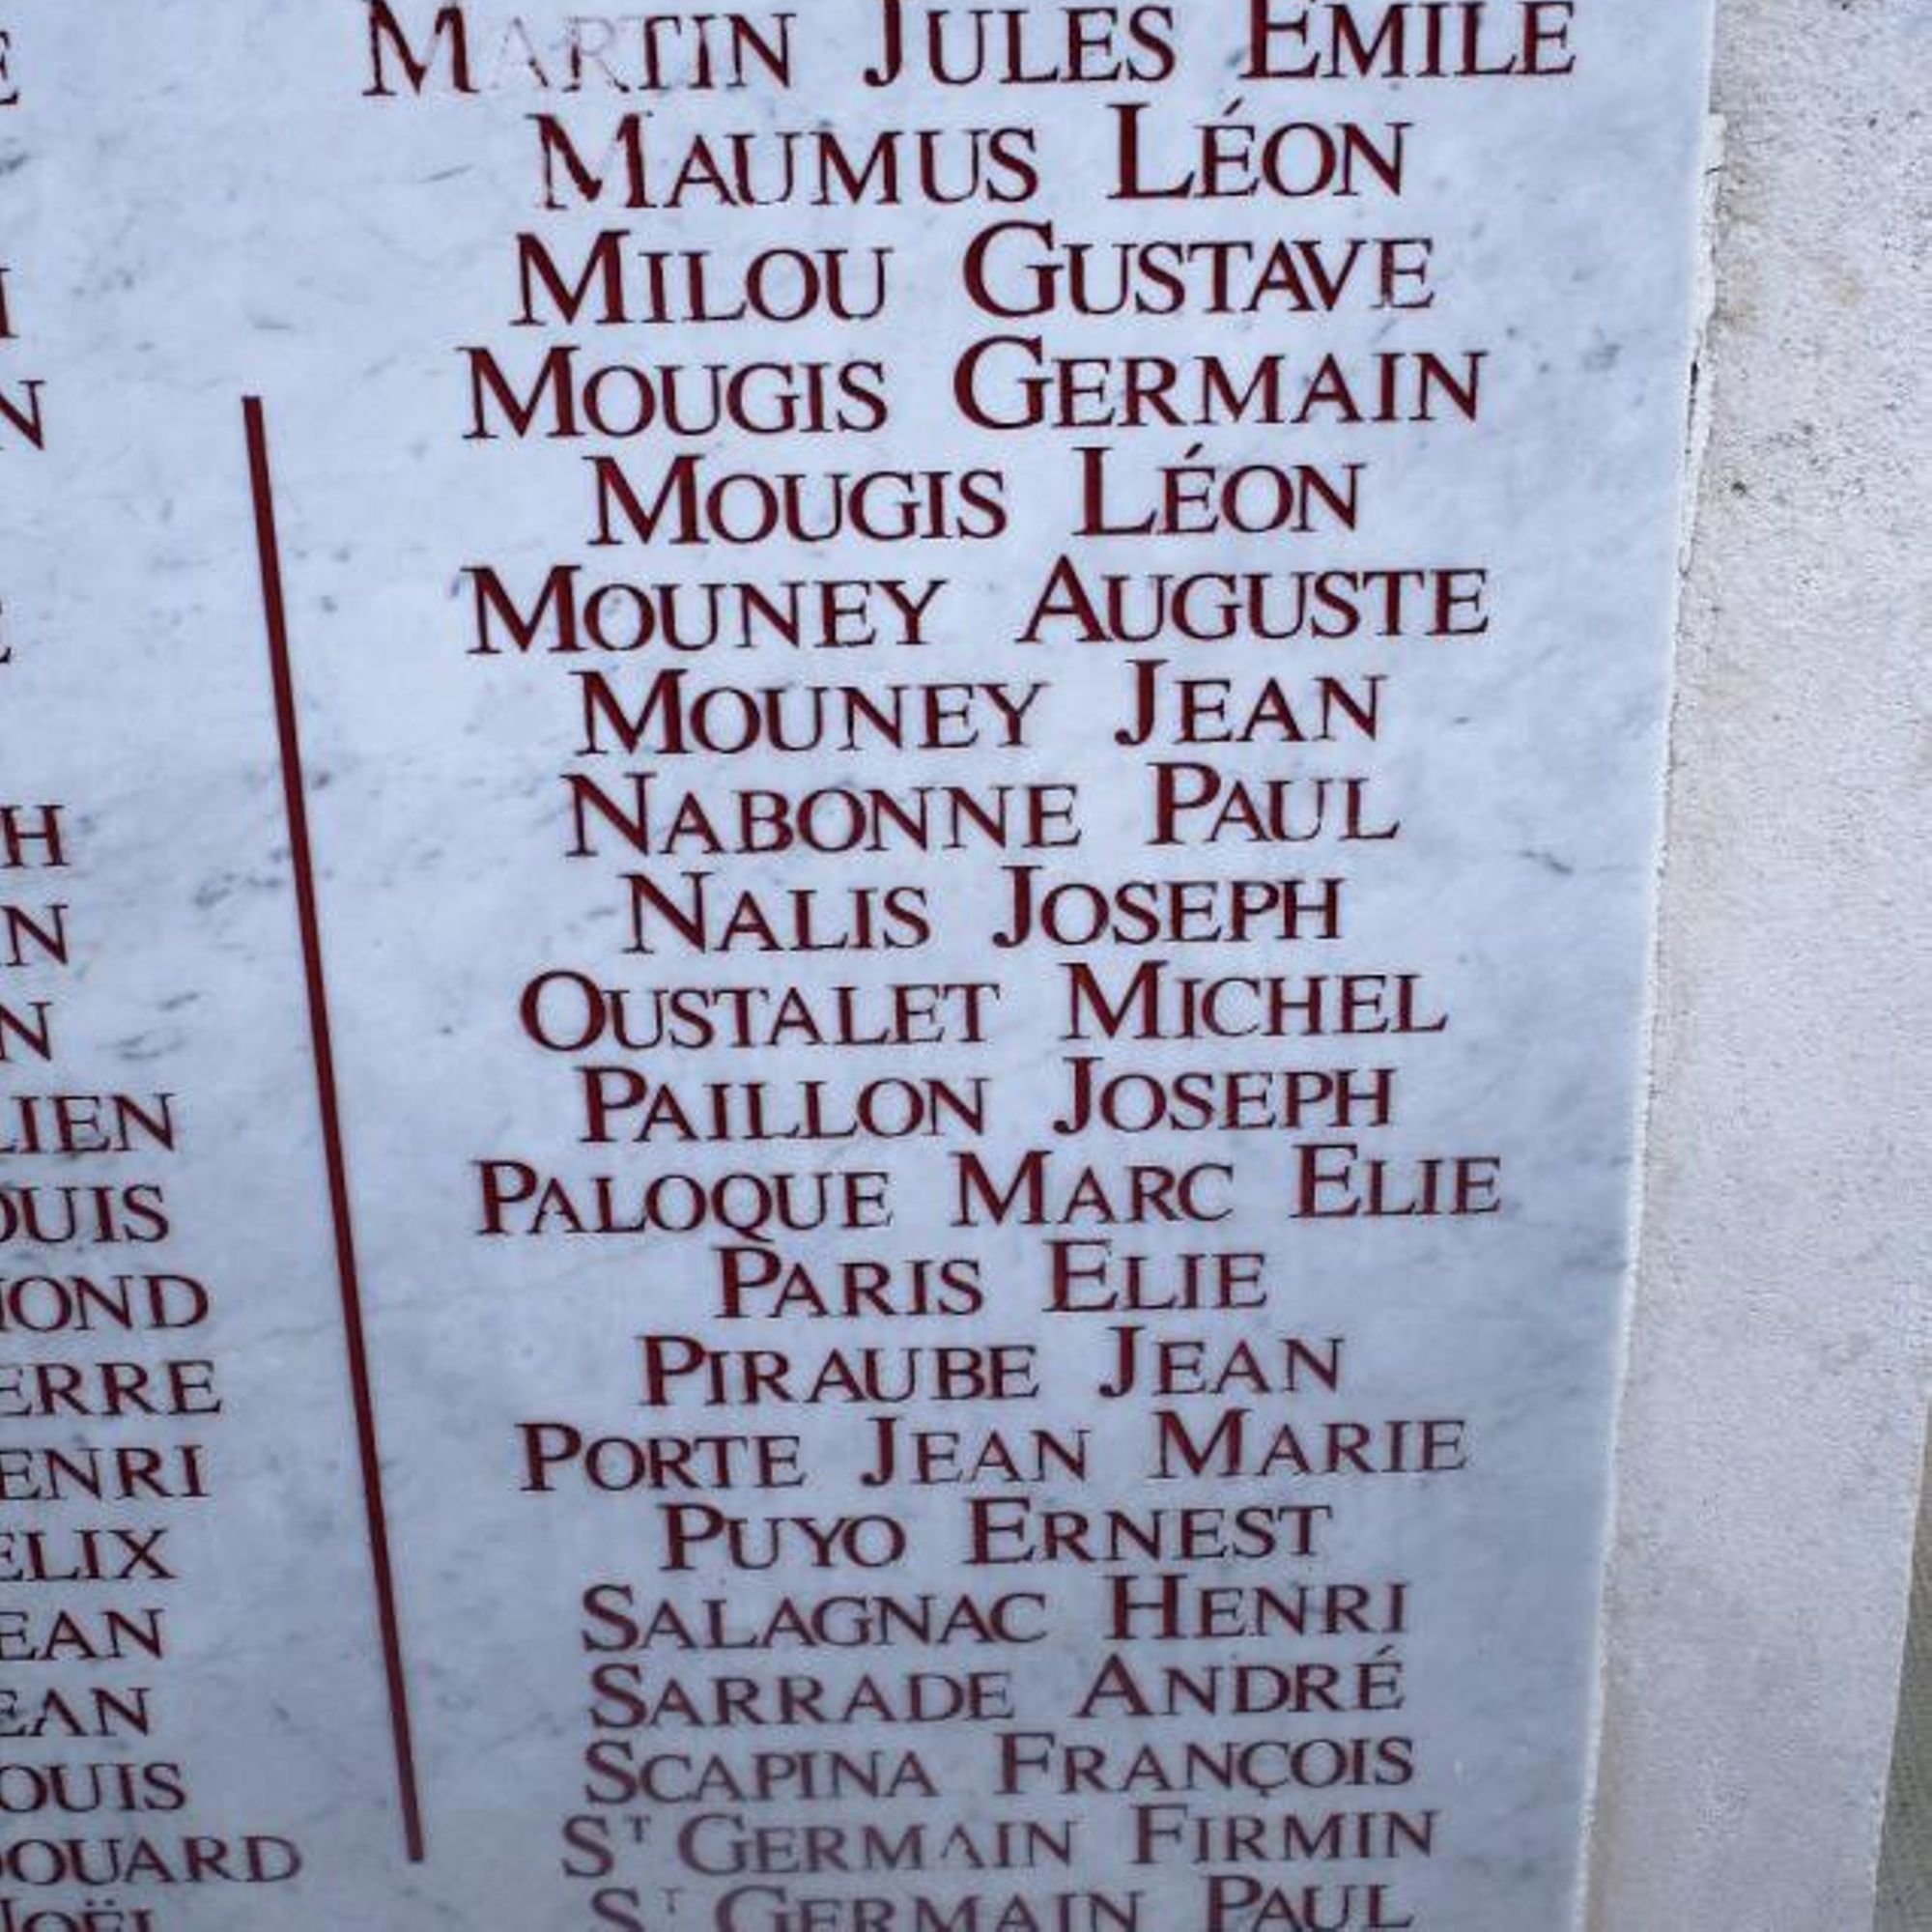 MARTIN JULES EMILE
MAUMUS LÉON
MILOU GUSTAVE
MOUGIS GERMAIN
MOUGIS LÉON
MOUNEY AUGUSTE
MOUNEY JEAN
NABONNE PAUL
NALIS JOSEPH
OUSTALET MICHEL
PAILLON JOSEPH
PALOQUE MARC ELIE
PARIS ELIE
PIRAUBE JEAN
PORTE JEAN MARIE
PUYO ERNEST
SALAGNAC HENRI
SARRADE ANDRÉ
SCAPINA FRANÇOIS
ST GERMAIN FIRMIN
ST GERMAIN PAUL